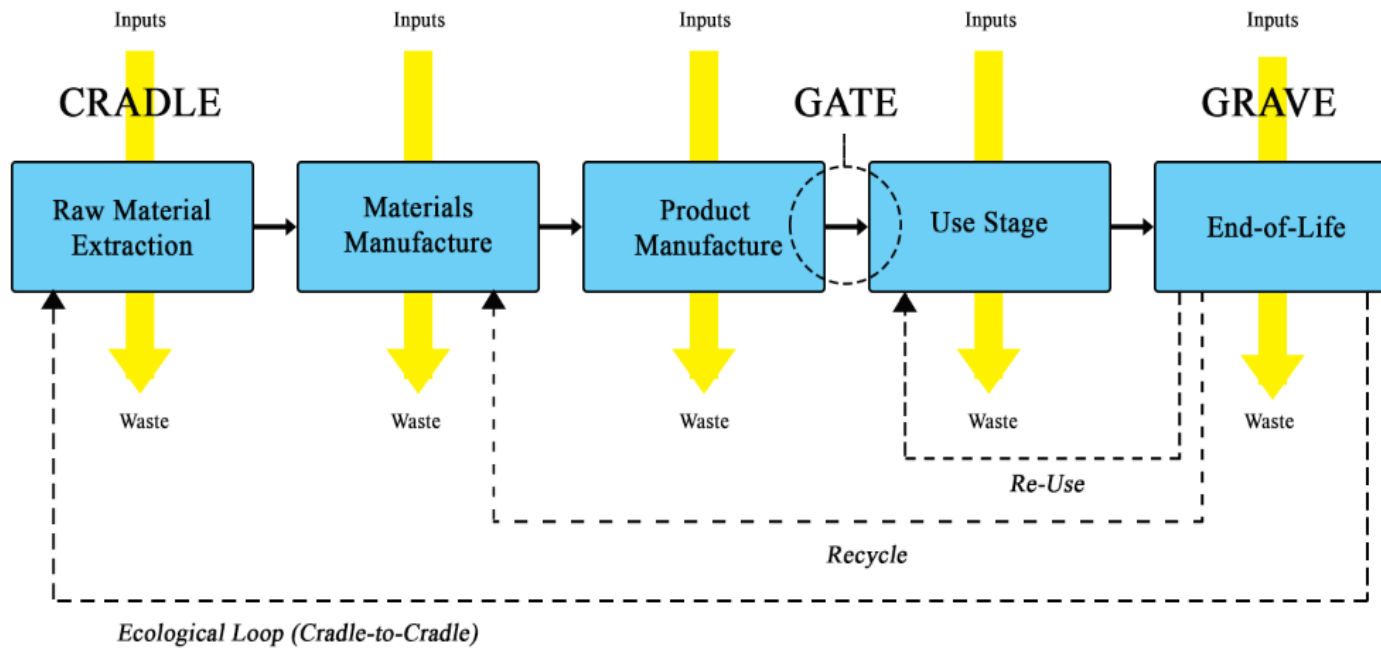 Inputs
Inputs
Inputs
Inputs
Inputs
CRADLE
GATE
GRAVE
Raw Material
Extraction
Materials
Manufacture
Product
Manufacture
Use Stage
End-of-Life
Waste
Waste
Waste
Waste
Waste
Re-Use
Recycle
Ecological Loop (Cradle-to-Cradle)